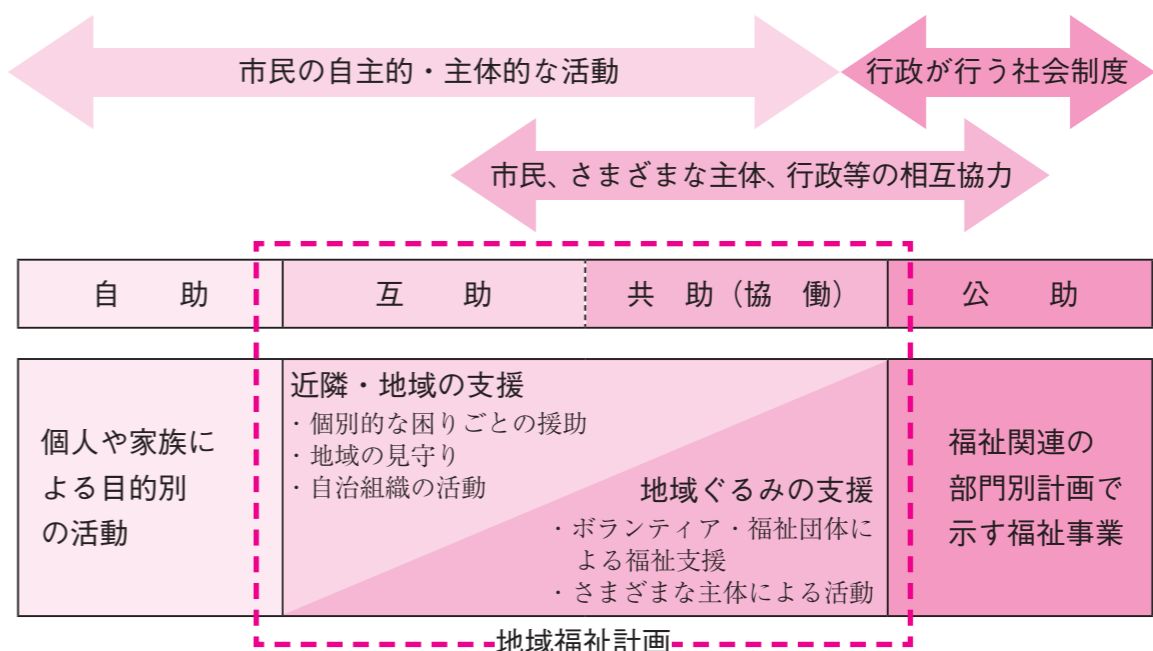 市民の自主的・主体的な活動
行政が行う社会制度
市民、さまざまな主体、行政等の相互協力
自　助
互　助
共　助（協　働）
公　助
個人や家族に
よる目的別
の活動
近隣・地域の支援
・個別的な困りごとの援助
・地域の見守り
・自治組織の活動
地域ぐるみの支援
・ボランティア・福祉団体に
よる福祉支援
・さまざまな主体による活動
福祉関連の
部門別計画で
示す福祉事業
地域福祉計画